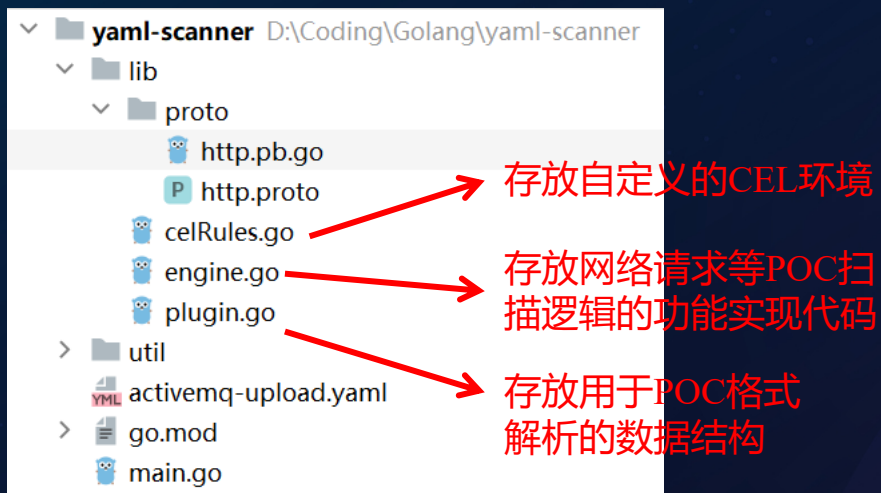 yaml-scanner D:\Coding\Golang\yaml-scanner
lib
proto
http.pb.go
P http.proto
celRules.go
engine.go
plugin.go
util
YML activemq-upload.yaml
go.mod
main.go
存放自定义的CEL环境
存放网络请求等POC扫
描逻辑的功能实现代码
存放用于POC格式
解析的数据结构